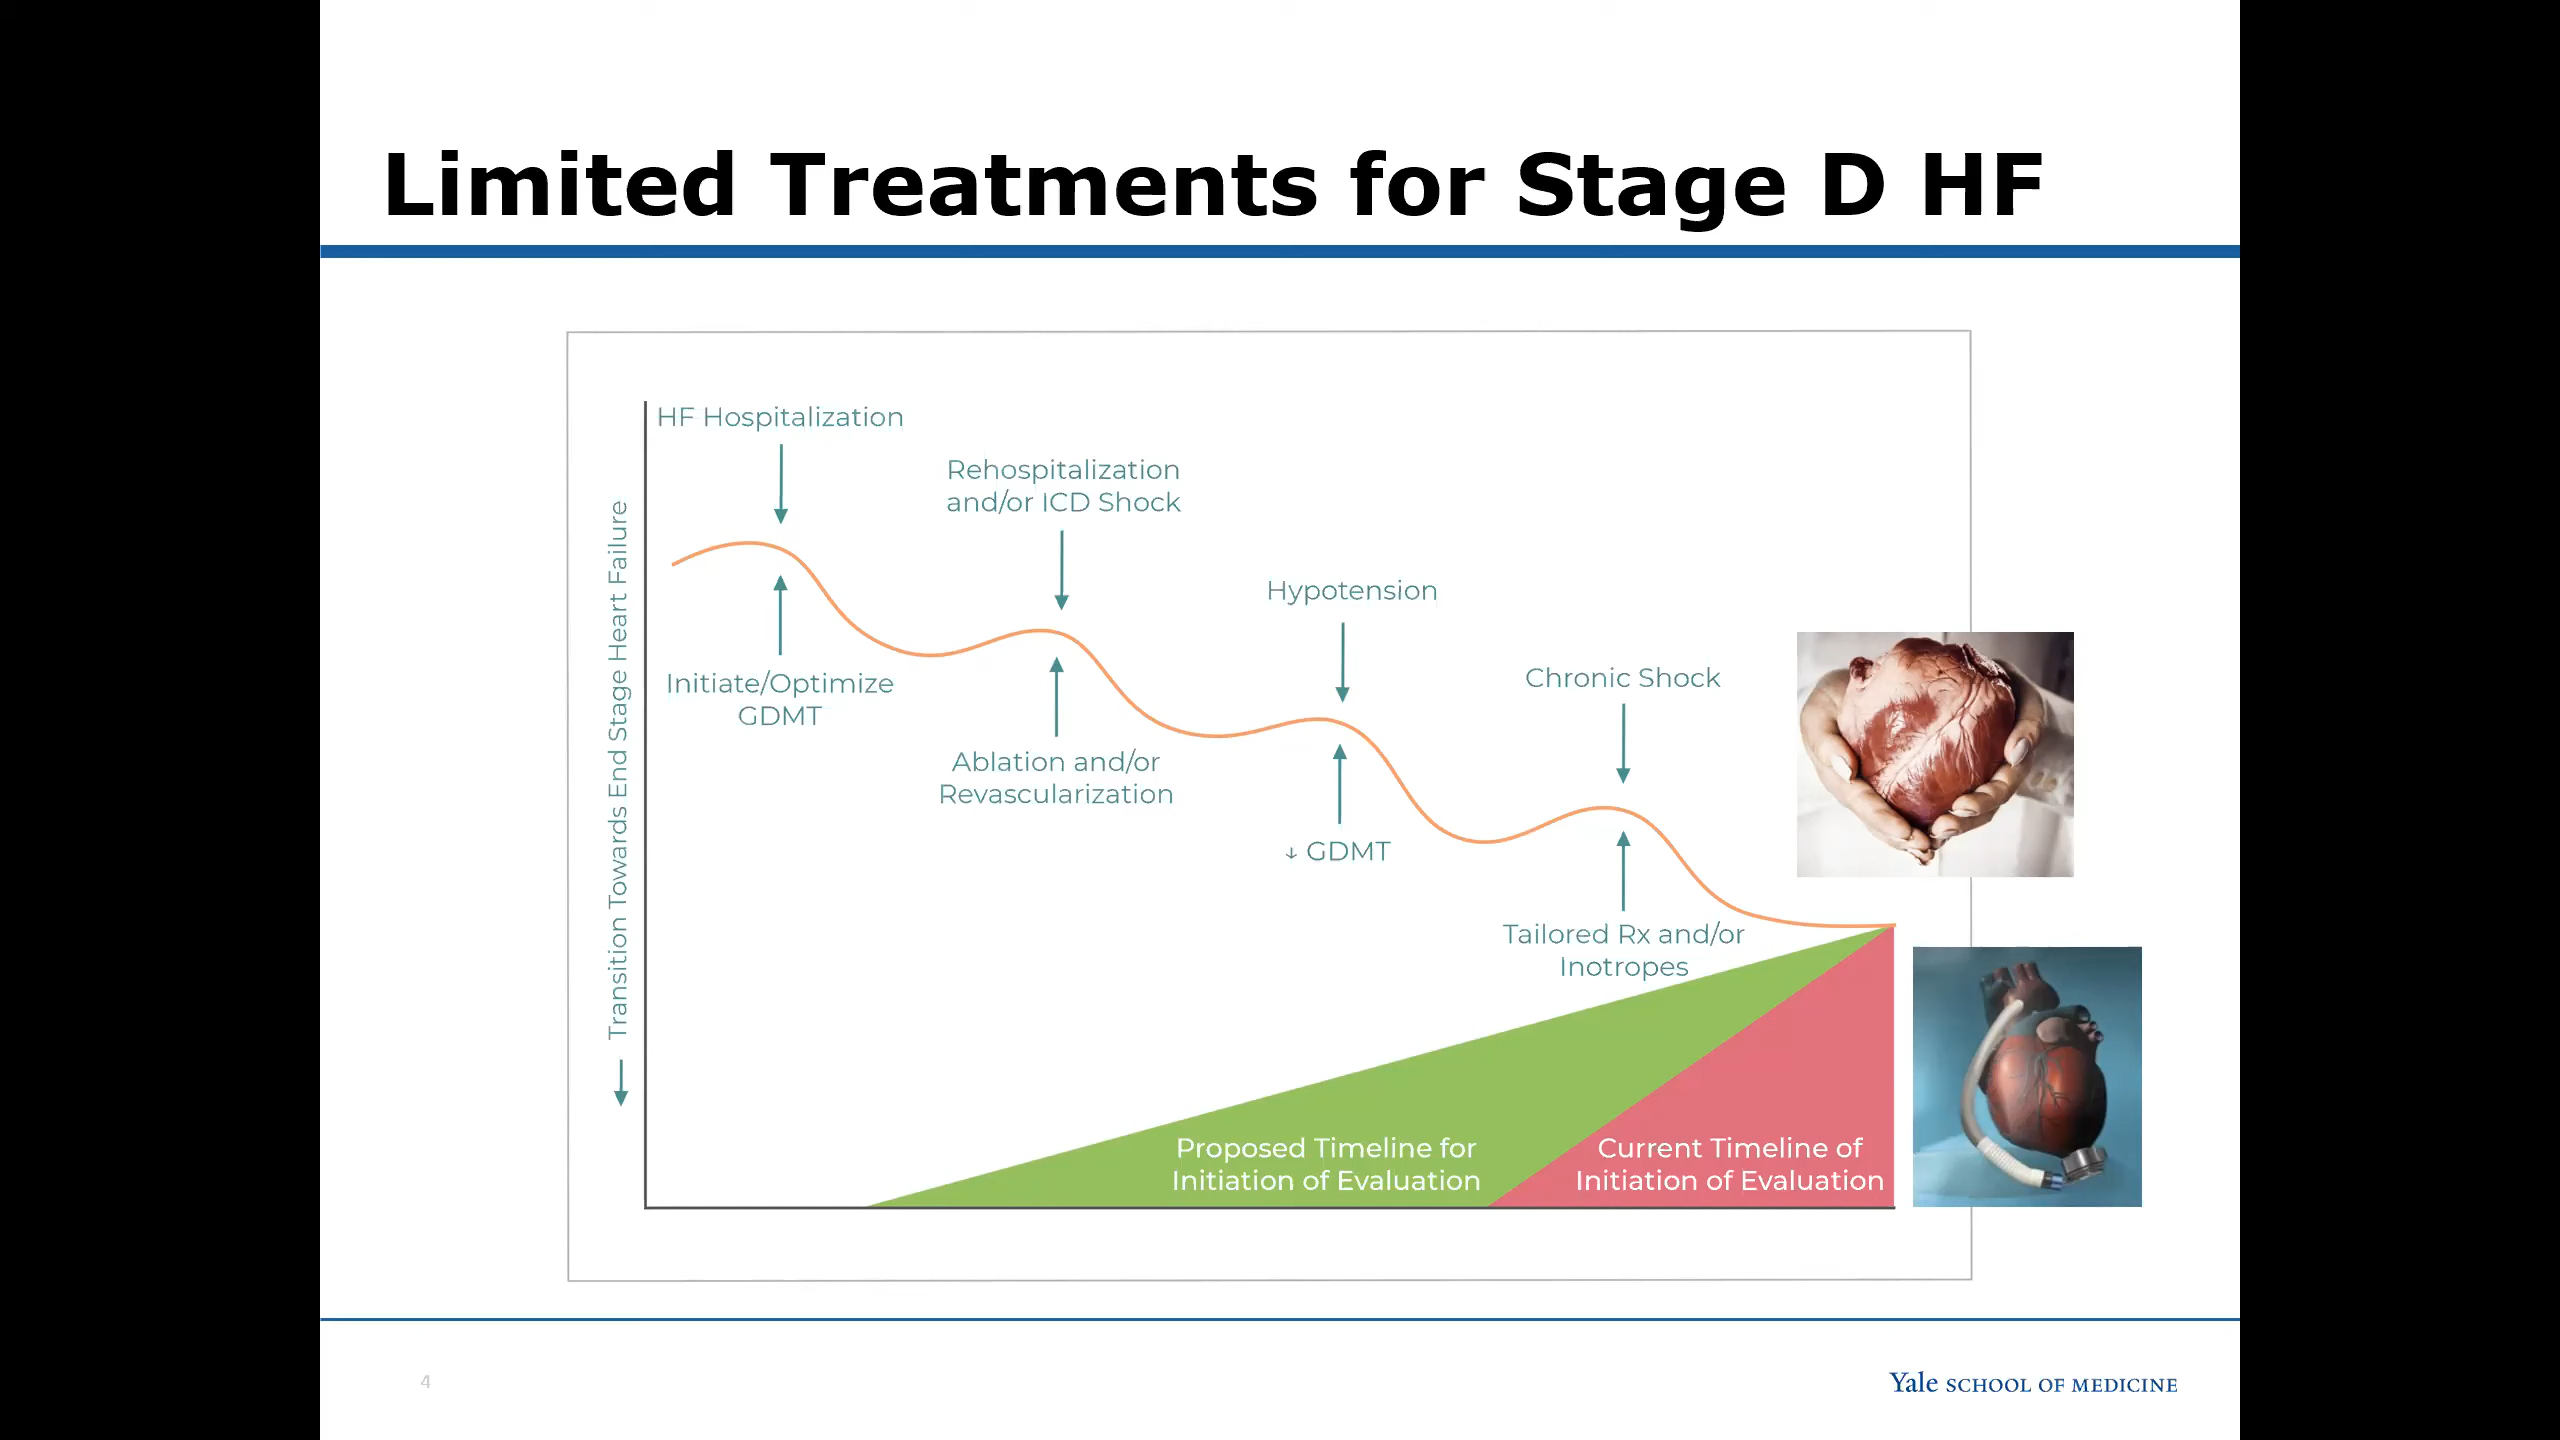 Limited Treatments for Stage D HF
HF Hospitalization
Rehospitalization
and/or ICD Shock
Hypotension
Chronic Shock
Initiate/Optimize
GDMT
Ablation and/or
Revascularization
↓ GDMT
Tailored Rx and/or
Inotropes
Transition Towards End Stage Heart Failure
Proposed Timeline for
Initiation of Evaluation
Current Timeline of
Initiation of Evaluation
4
Yale SCHOOL OF MEDICINE